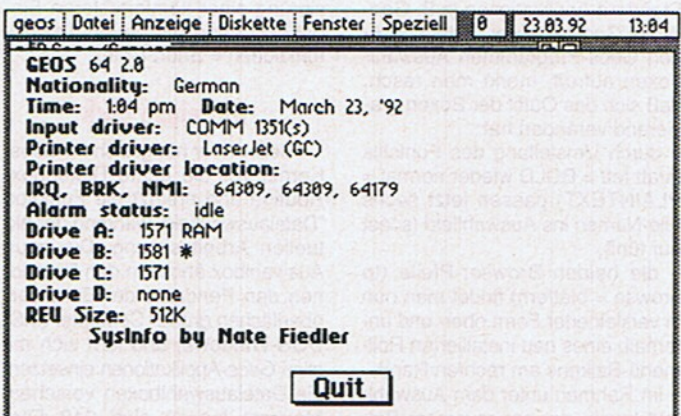 geos Datei Anzeige Diskette Fenster Speziell 0 23.03.92 13:04
GEOS 64 2.0
Nationality: German
Time: 1:04 pm Date: March 23, '92
Input driver: COMM 1351(s)
Printer driver: LaserJet (GC)
Printer driver location:
IRQ, BRK, NMI: 64309, 64309, 64179
Alarm status: idle
Drive A: 1571 RAM
Drive B: 1581 *
Drive C: 1571
Drive D: none
REU Size: 512K
SysInfo by Nate Fiedler
Quit